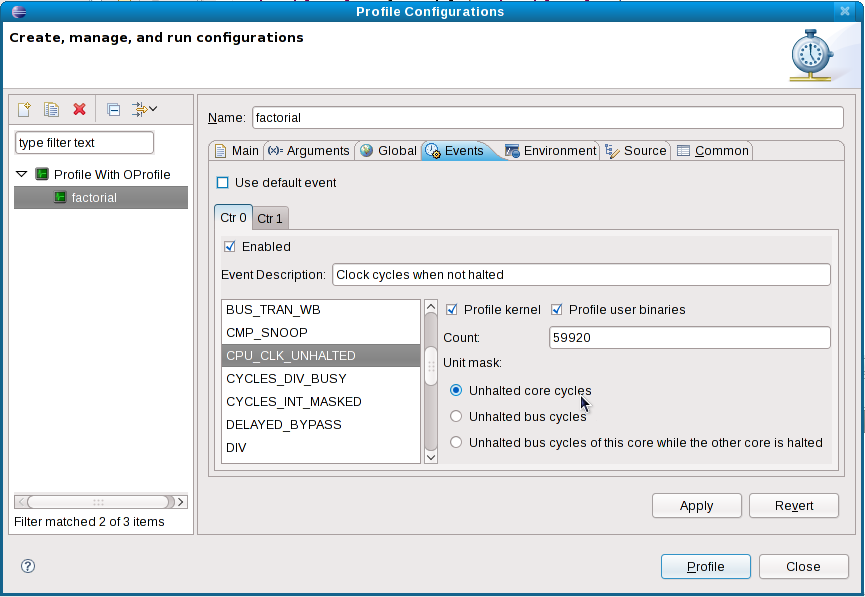 Profile Configurations
Create, manage, and run configurations
type filter text
Profile With OProfile
factorial
Filter matched 2 of 3 items
Name: factorial
Main (x)= Arguments Global Events Environment Source Common
Use default event
Ctr 0 Ctr 1
Enabled
Event Description: Clock cycles when not halted
BUS_TRAN_WB
CMP_SNOOP
CPU_CLK_UNHALTED
CYCLES_DIV_BUSY
CYCLES_INT_MASKED
DELAYED_BYPASS
DIV
Profile kernel Profile user binaries
Count: 59920
Unit mask:
Unhalted core cycles
Unhalted bus cycles
Unhalted bus cycles of this core while the other core is halted
Apply Revert
? Profile Close